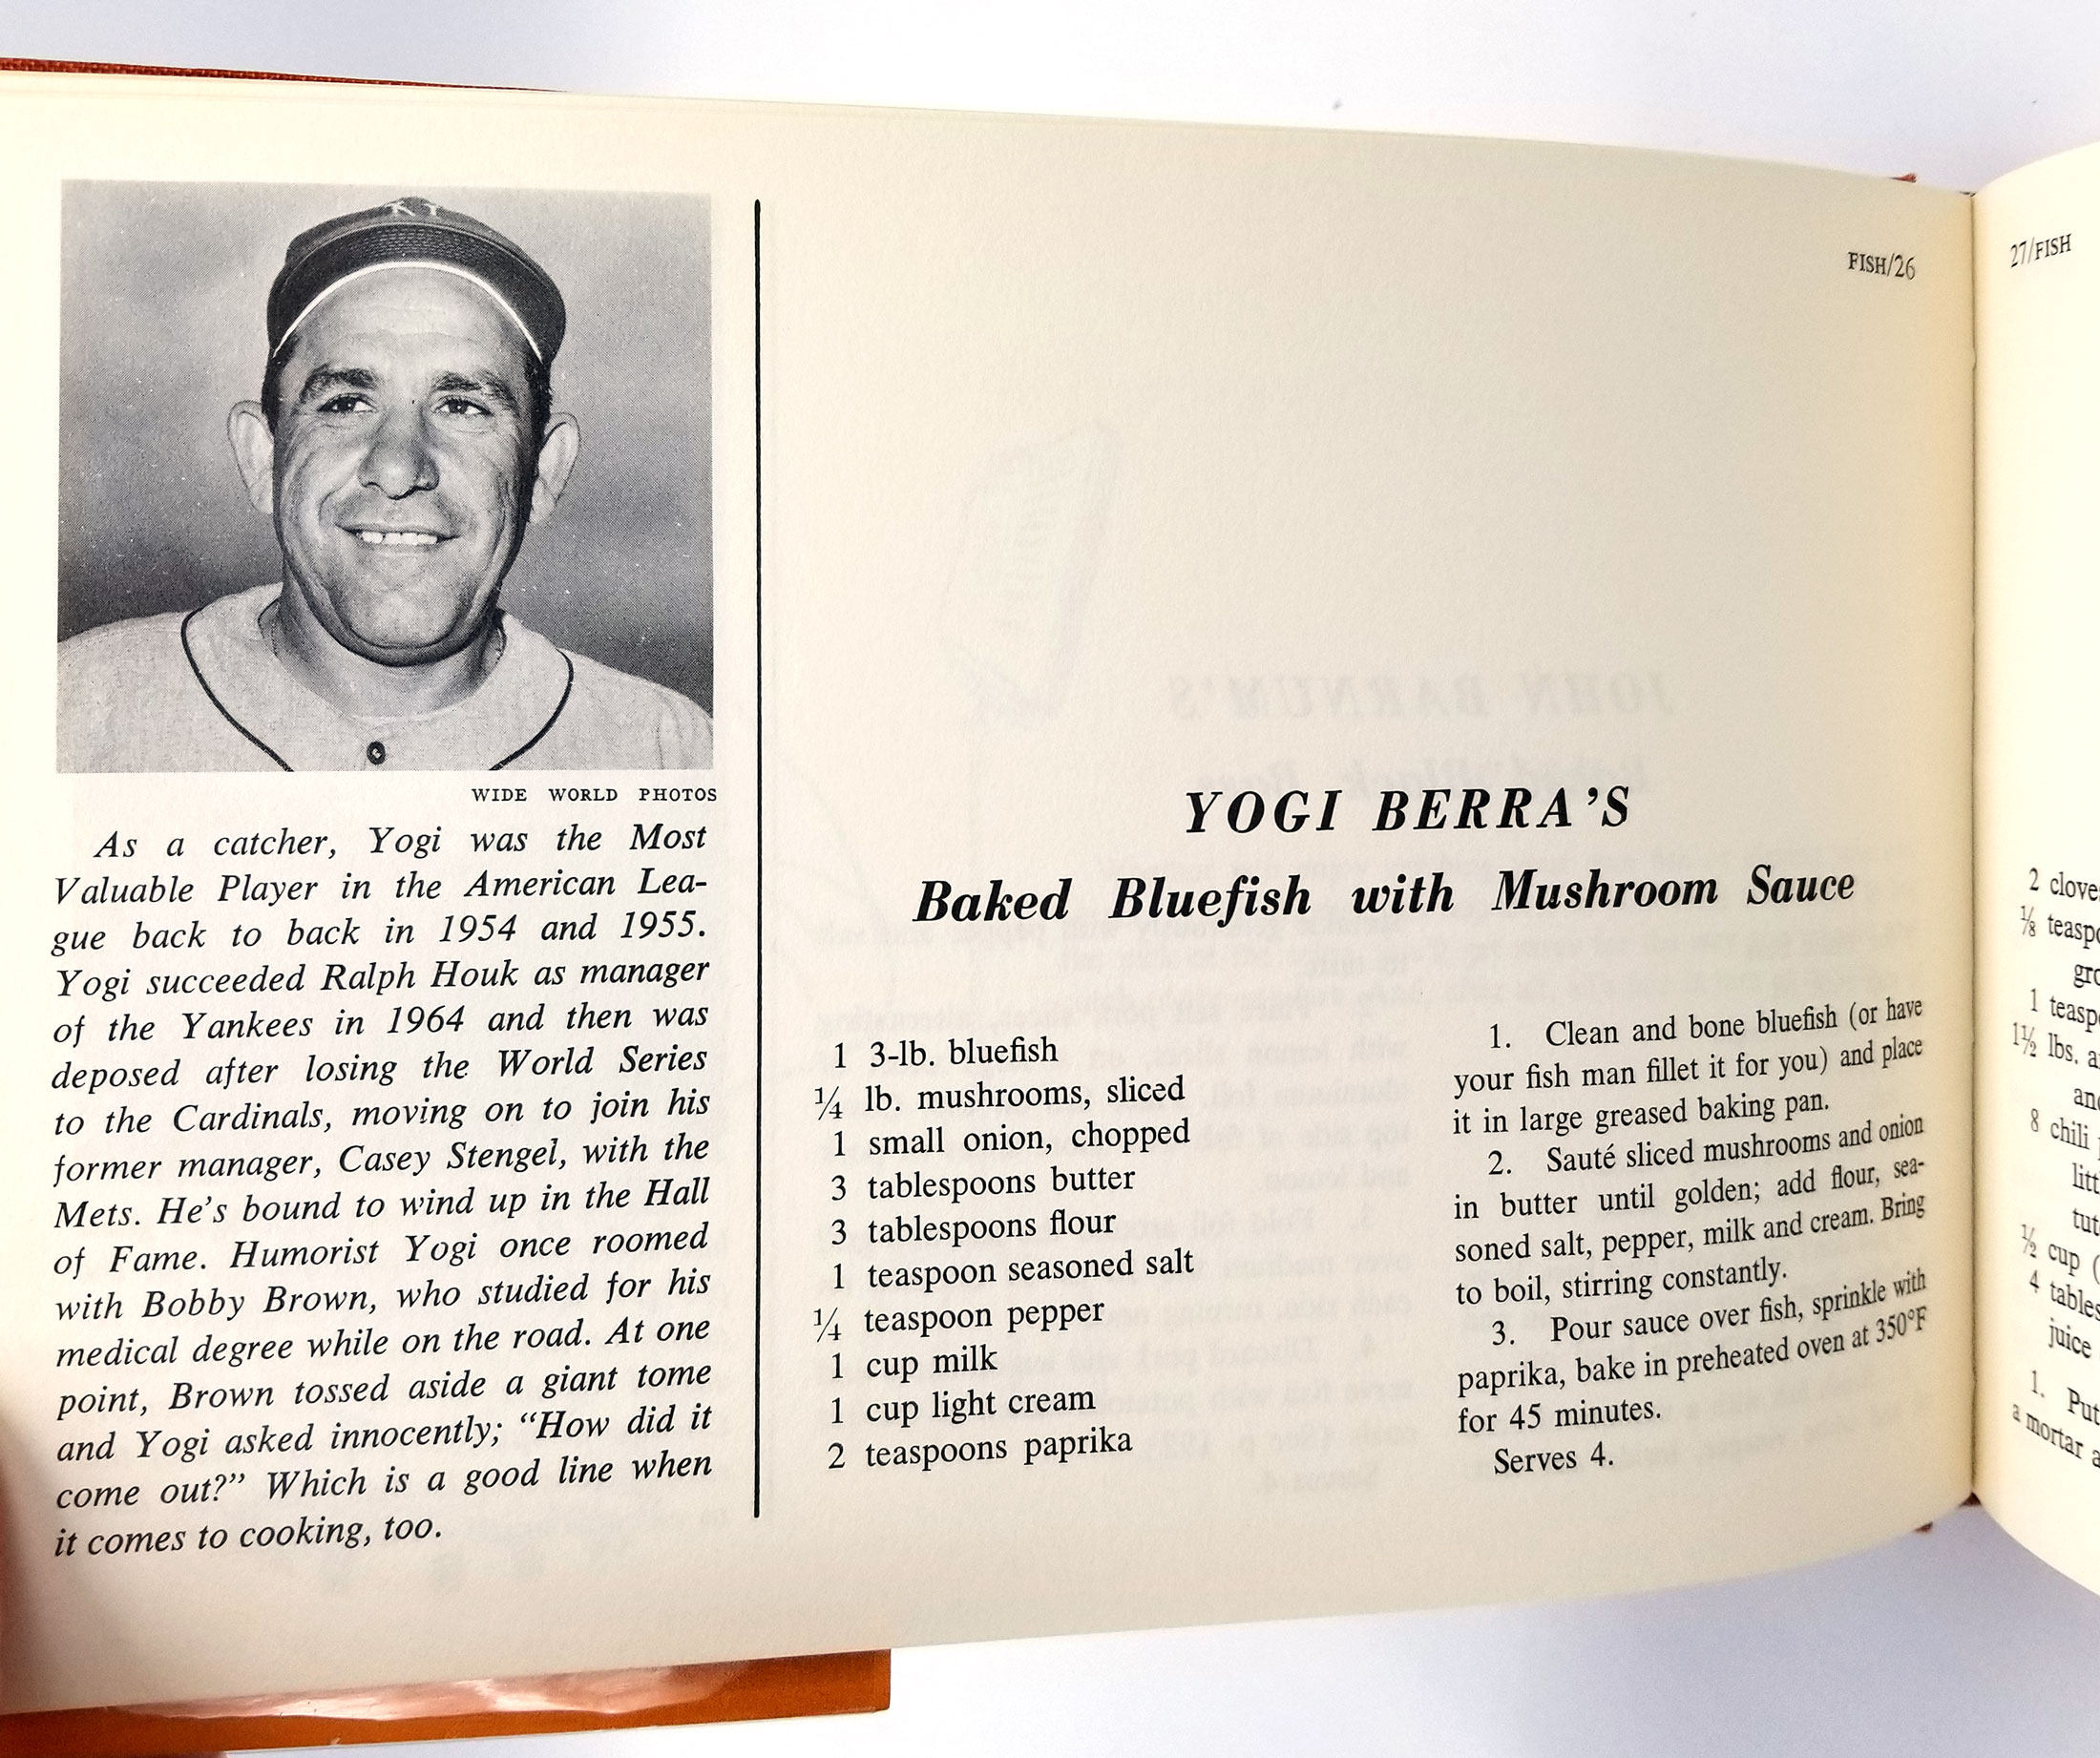 NY
WIDE WORLD PHOTOS
As a catcher, Yogi was the Most
Valuable Player in the American Lea-
gue back to back in 1954 and 1955.
Yogi succeeded Ralph Houk as manager
of the Yankees in 1964 and then was
deposed after losing the World Series
to the Cardinals, moving on to join his
former manager, Casey Stengel, with the
Mets. He's bound to wind up in the Hall
of Fame. Humorist Yogi once roomed
with Bobby Brown, who studied for his
medical degree while on the road. At one
point, Brown tossed aside a giant tome
and Yogi asked innocently; “How did it
come out?” Which is a good line when
it comes to cooking, too.
FISH/26
YOGI BERRA’S
Baked Bluefish with Mushroom Sauce
1 3-lb. bluefish
¼ lb. mushrooms, sliced
1 small onion, chopped
3 tablespoons butter
3 tablespoons flour
1 teaspoon seasoned salt
¼ teaspoon pepper
1 cup milk
1 cup light cream
2 teaspoons paprika
1. Clean and bone bluefish (or have
your fish man fillet it for you) and place
it in large greased baking pan.
2. Sauté sliced mushrooms and onion
in butter until golden; add flour, sea-
soned salt, pepper, milk and cream. Bring
to boil, stirring constantly.
3. Pour sauce over fish, sprinkle with
paprika, bake in preheated oven at 350°F
for 45 minutes.
Serves 4.
27/FISH
2 clove
⅛ teasp
gro
1 teasp
1½ lbs. a
an
8 chili
litt
tut
½ cup (
4 tables
juice
1. Put
a mortar a